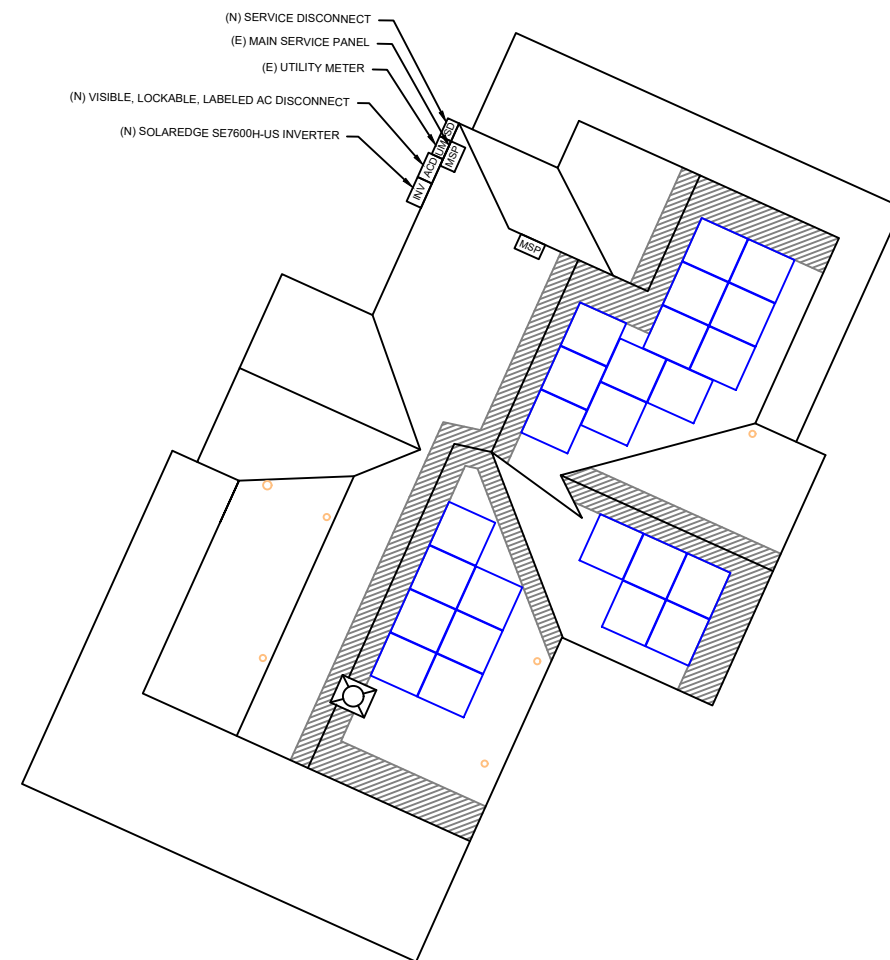 (N) SERVICE DISCONNECT
(E) MAIN SERVICE PANEL
(E) UTILITY METER
(N) VISIBLE, LOCKABLE, LABELED AC DISCONNECT
(N) SOLAREDGE SE7600H-US INVERTER
SD
UM
MSP
ACD
INV
MSP